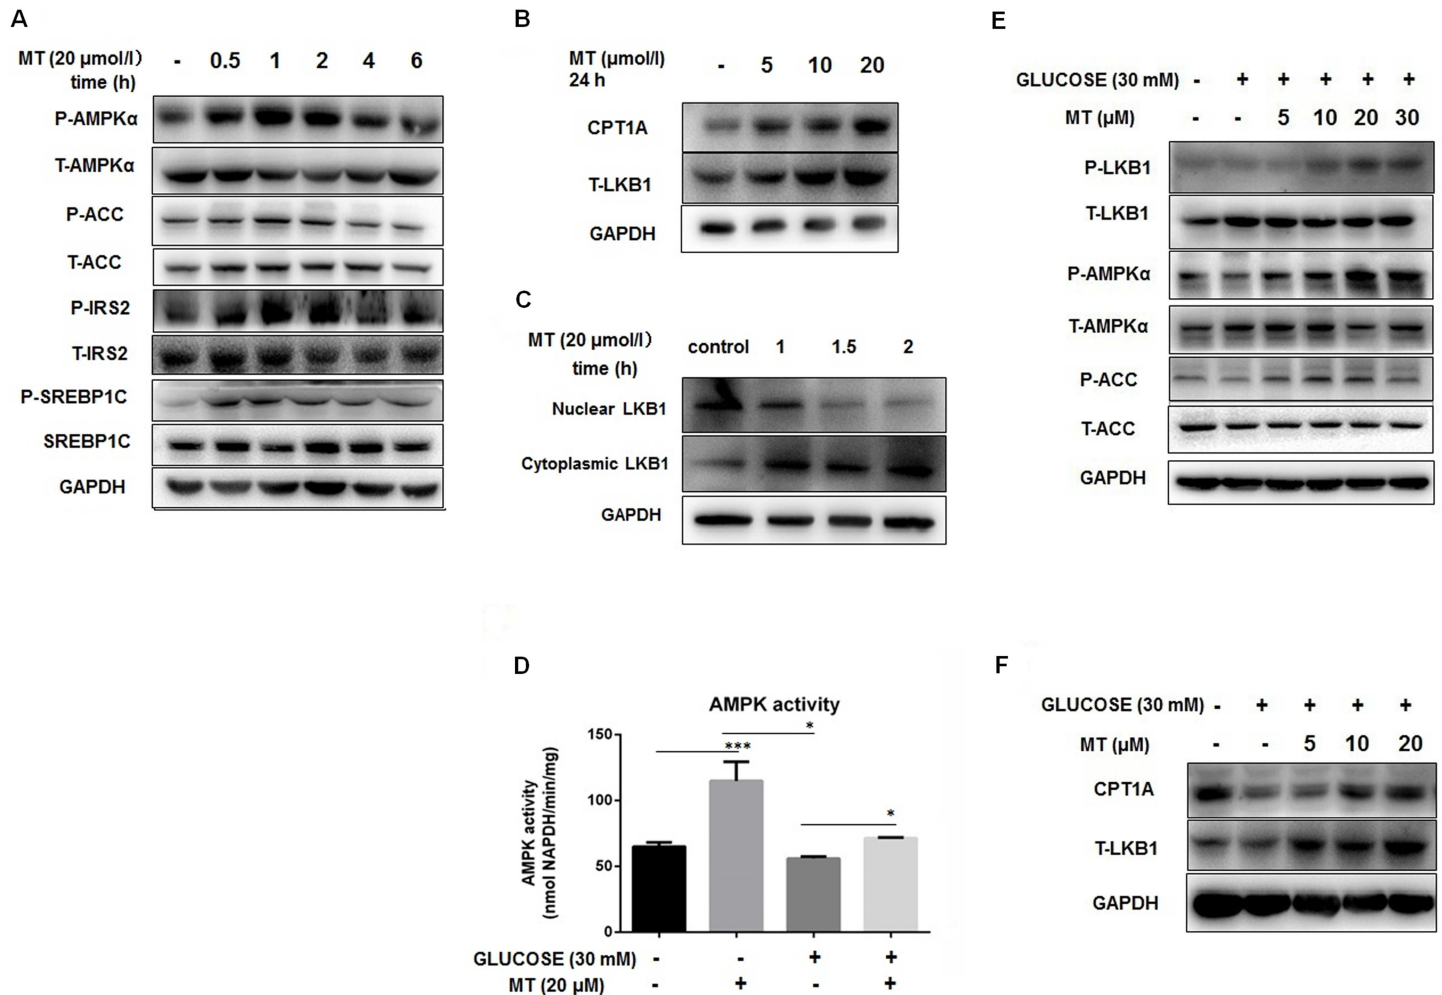 A
MT (20 μmol/l)
time (h)
- 0.5 1 2 4 6
P-AMPKα
T-AMPKα
P-ACC
T-ACC
P-IRS2
T-IRS2
P-SREBP1C
SREBP1C
GAPDH
B
MT (μmol/l)
24 h
- 5 10 20
CPT1A
T-LKB1
GAPDH
C
MT (20 μmol/l)
time (h)
control 1 1.5 2
Nuclear LKB1
Cytoplasmic LKB1
GAPDH
D
AMPK activity
AMPK activity
(nmol NAPDH/min/mg)
150
100
50
0
*
***
*
GLUCOSE (30 mM) - - + +
MT (20 μM) - + - +
E
GLUCOSE (30 mM) - + + + + +
MT (μM) - - 5 10 20 30
P-LKB1
T-LKB1
P-AMPKα
T-AMPKα
P-ACC
T-ACC
GAPDH
F
GLUCOSE (30 mM) - + + + +
MT (μM) - - 5 10 20
CPT1A
T-LKB1
GAPDH